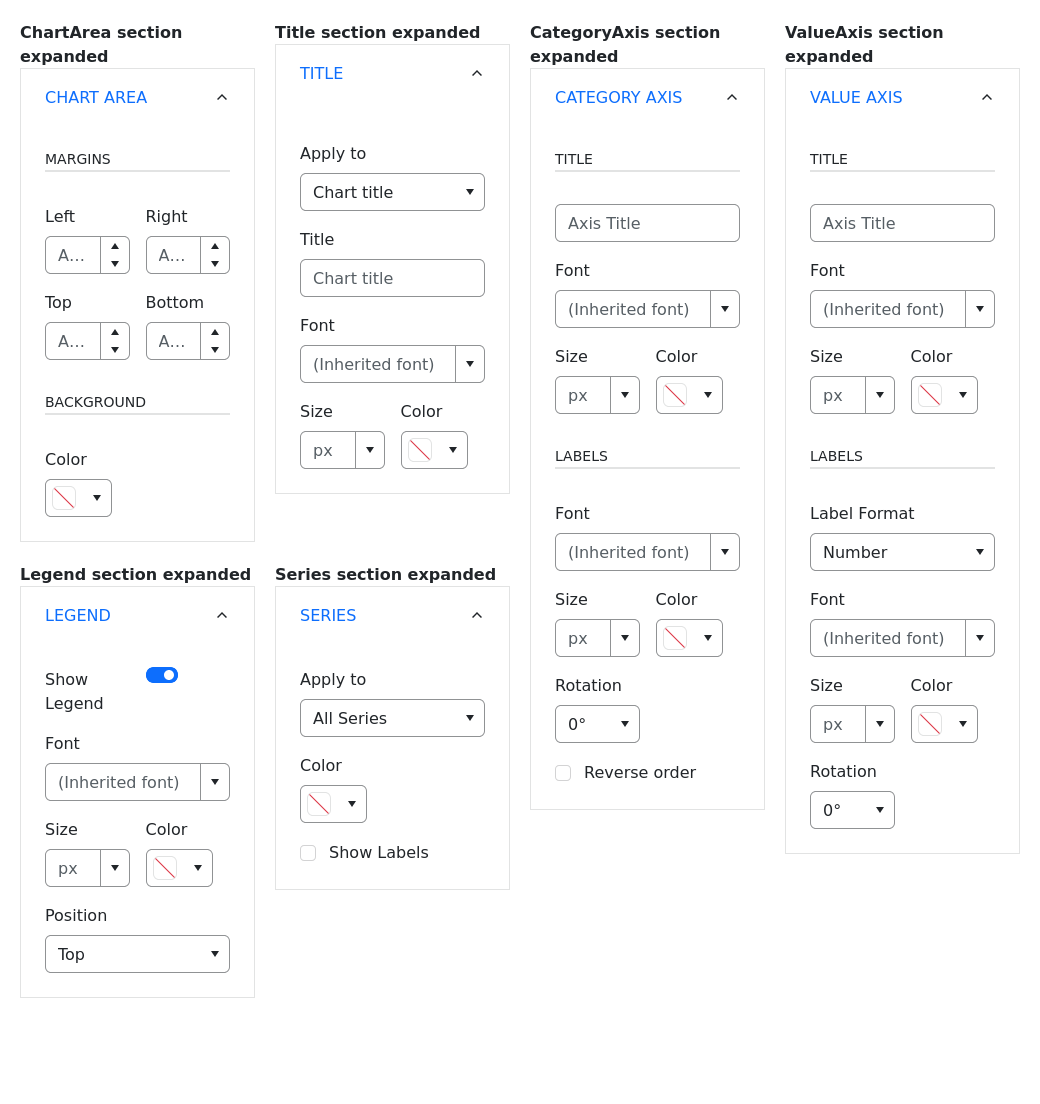 ChartArea section
expanded
CHART AREA
MARGINS
Left Right
A... A...
Top Bottom
A... A...
BACKGROUND
Color
Title section expanded
TITLE
Apply to
Chart title
Title
Chart title
Font
(Inherited font)
Size Color
px
CategoryAxis section
expanded
CATEGORY AXIS
TITLE
Axis Title
Font
(Inherited font)
Size Color
px
LABELS
Font
(Inherited font)
Size Color
px
Rotation
0°
Reverse order
ValueAxis section
expanded
VALUE AXIS
TITLE
Axis Title
Font
(Inherited font)
Size Color
px
LABELS
Label Format
Number
Font
(Inherited font)
Size Color
px
Rotation
0°
Legend section expanded
LEGEND
Show
Legend
Font
(Inherited font)
Size Color
px
Position
Top
Series section expanded
SERIES
Apply to
All Series
Color
Show Labels